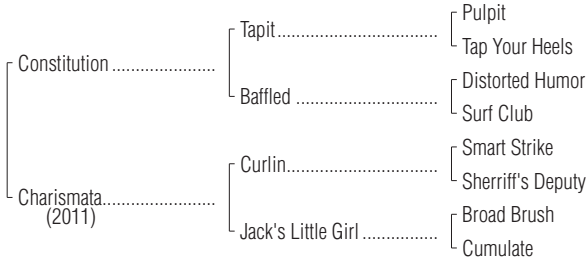 Pulpit
Tapit
Tap Your Heels
Constitution
Distorted Humor
Baffled
Surf Club
Smart Strike
Curlin
Sherriff's Deputy
Charismata
(2011)
Broad Brush
Jack's Little Girl
Cumulate